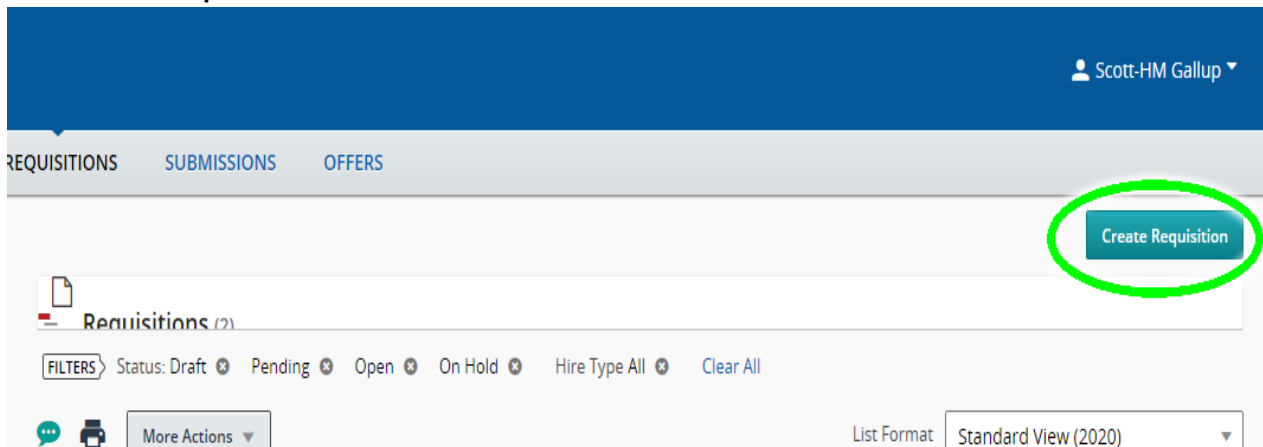 Scott-HM Gallup
REQUISITIONS SUBMISSIONS OFFERS
Create Requisition
Requisitions (2)
FILTERS Status: Draft Pending Open On Hold Hire Type All Clear All
More Actions List Format Standard View (2020)